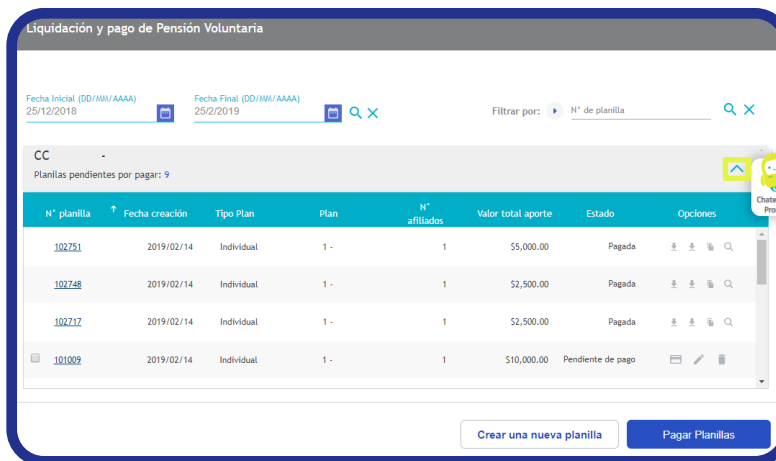 Liquidación y pago de Pensión Voluntaria
Fecha Inicial (DD/MM/AAAA) Fecha Final (DD/MM/AAAA)
25/12/2018 25/2/2019 Filtrar por: N° de planilla
CC -
Planilas pendientes por pagar: 9
N° planilla Fecha creación Tipo Plan Plan N° afiliados Valor total aporte Estado Opciones
102751 2019/02/14 Individual 1 - 1 $5,000.00 Pagada
102748 2019/02/14 Individual 1 - 1 $2,500.00 Pagada
102717 2019/02/14 Individual 1 - 1 $2,500.00 Pagada
101009 2019/02/14 Individual 1 - 1 $10,000.00 Pendiente de pago
Crear una nueva planilla Pagar Planillas